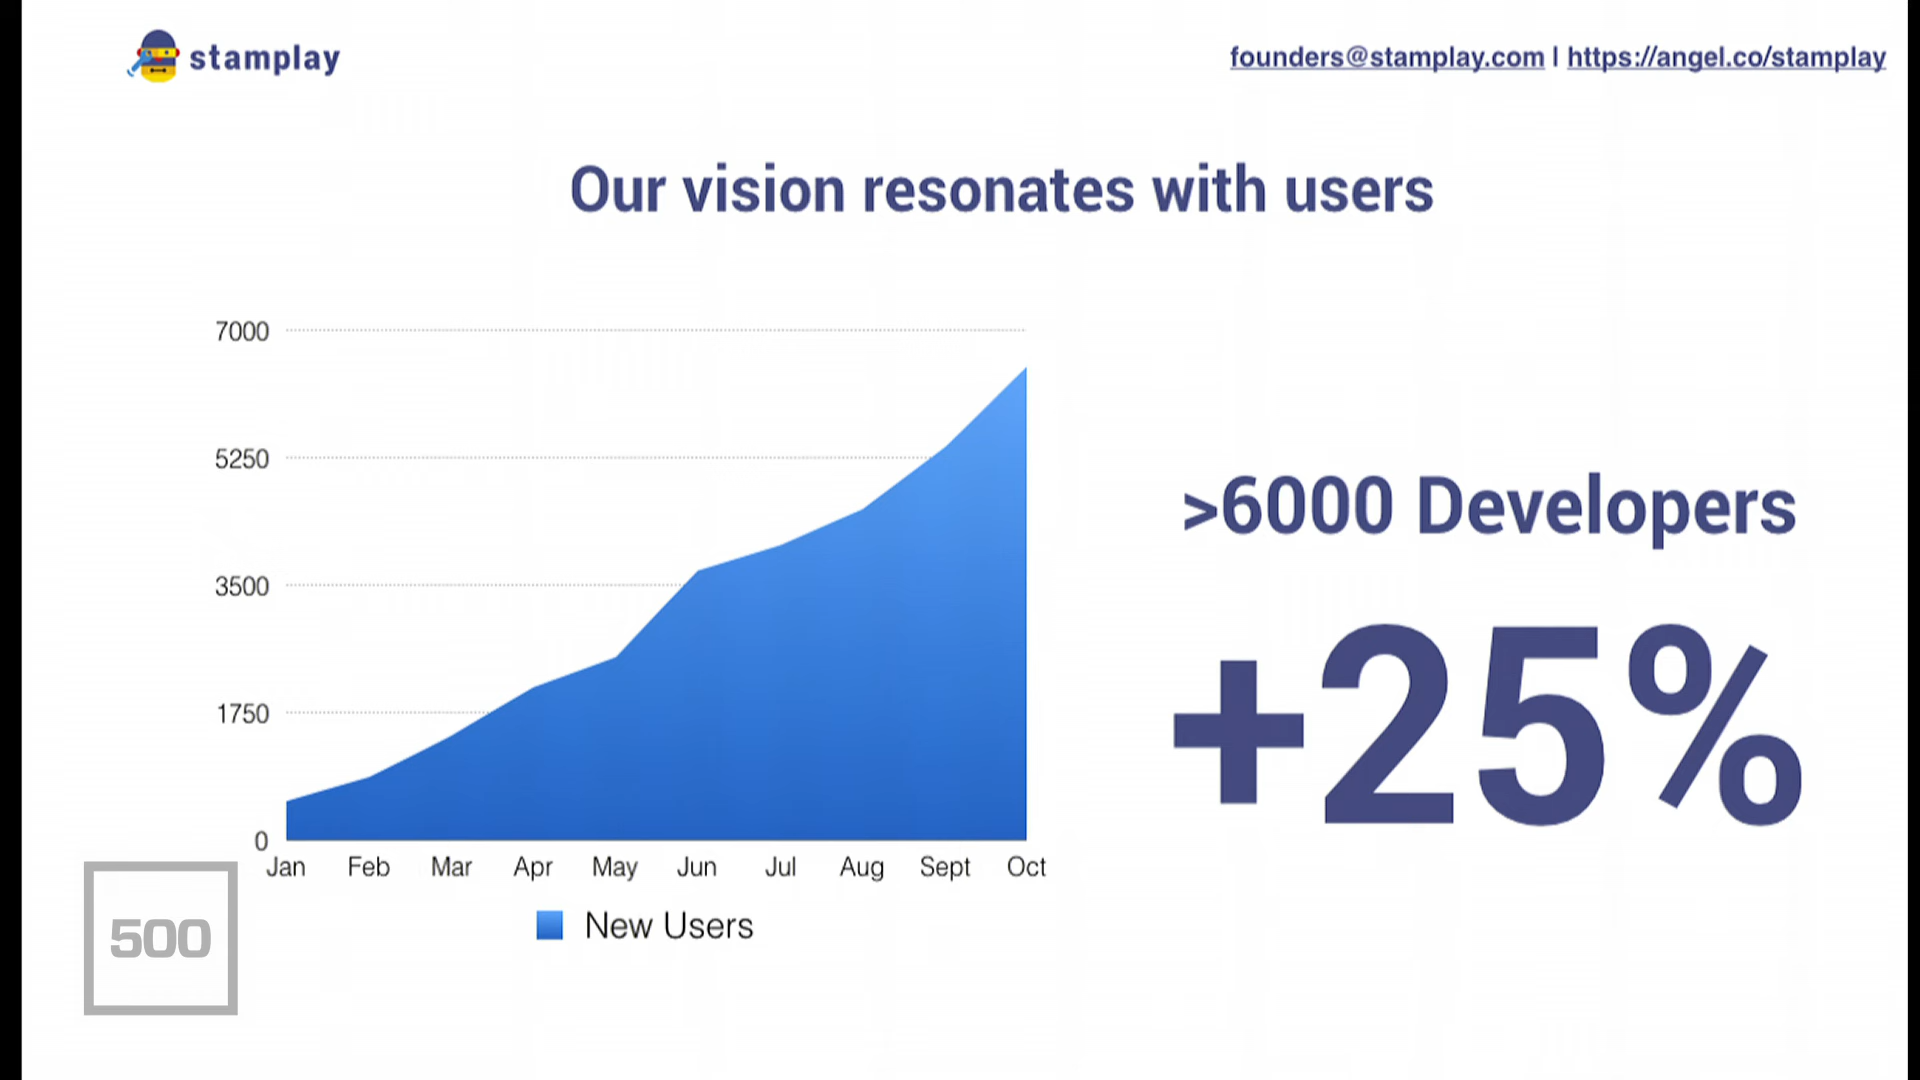 stamplay
founders@stamplay.com | https://angel.co/stamplay
Our vision resonates with users
7000
5250
3500
1750
0
Jan Feb Mar Apr May Jun Jul Aug Sept Oct
New Users
>6000 Developers
+25%
500